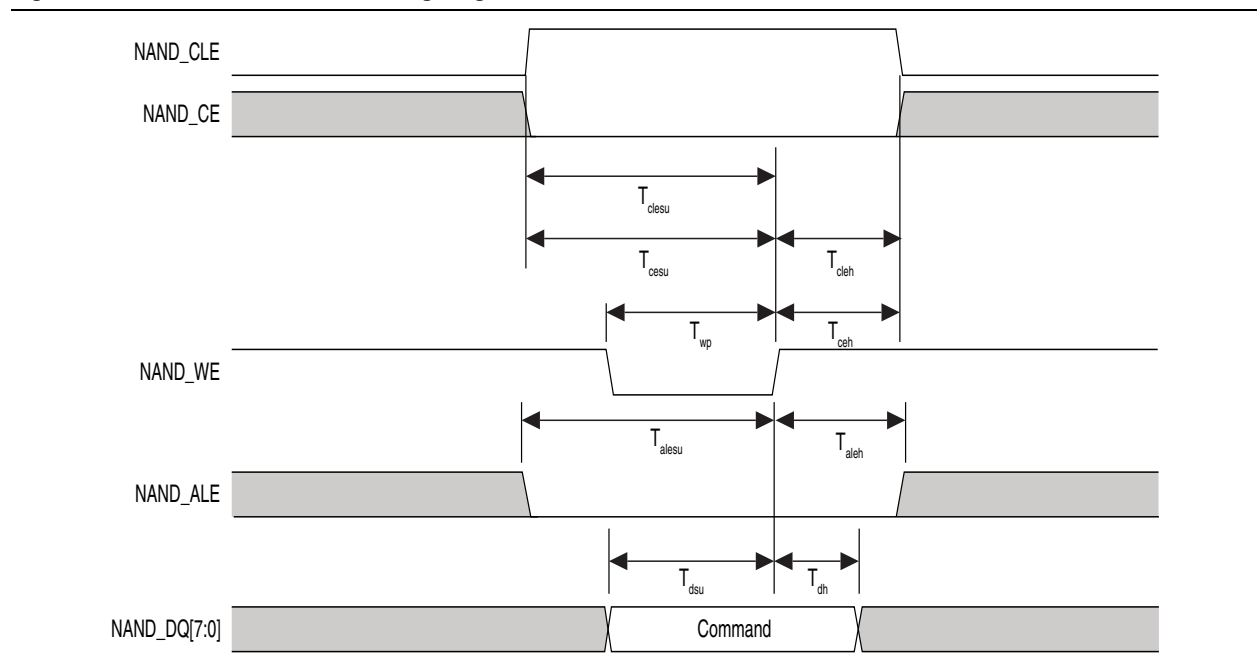 NAND_CLE
NAND_CE
T_clesu
T_cesu
T_cleh
T_wp
T_ceh
NAND_WE
T_alesu
T_aleh
NAND_ALE
T_dsu
T_dh
NAND_DQ[7:0]
Command